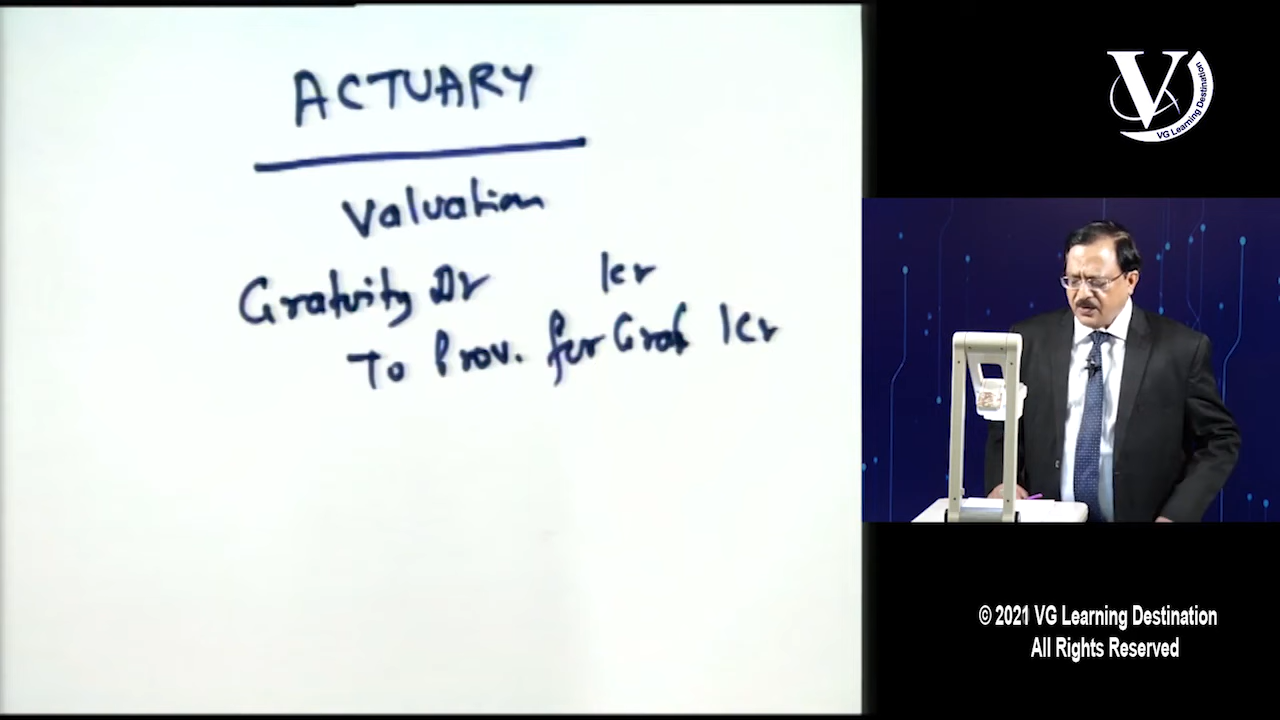 ACTUARY
Valuation
Gratuity Dr 1cr
To Prov. for Grat 1cr
V
VG Learning Destination
© 2021 VG Learning Destination
All Rights Reserved